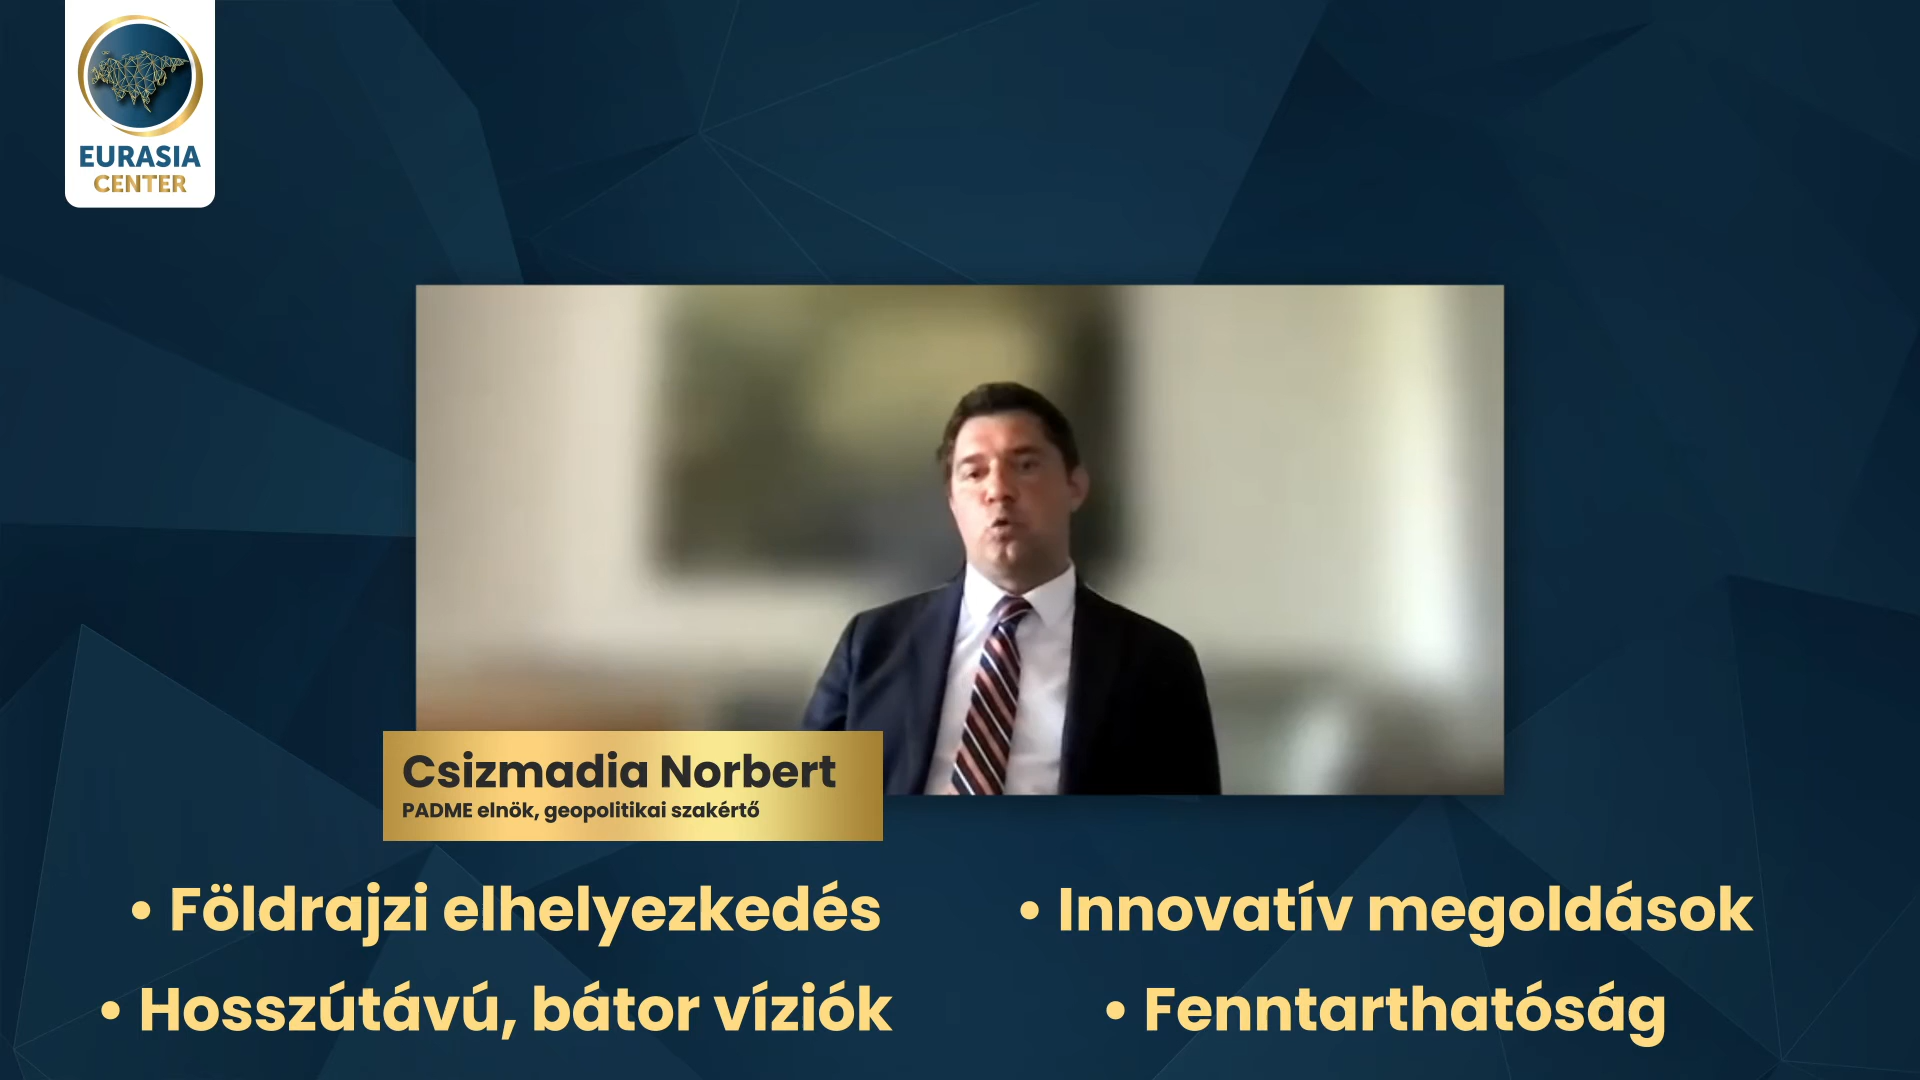 EURASIA
CENTER
Csizmadia Norbert
PADME elnök, geopolitikai szakértő
• Földrajzi elhelyezkedés
• Innovatív megoldások
• Hosszútávú, bátor víziók
• Fenntarthatóság